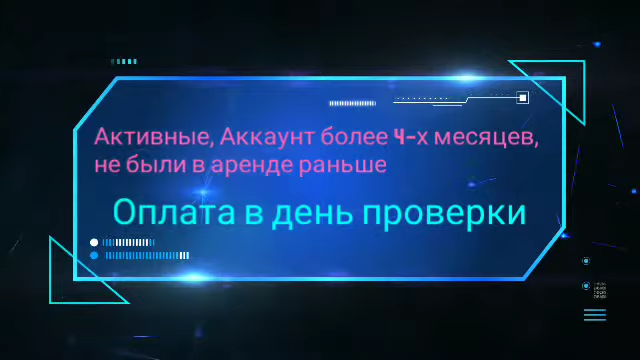 Активные, Аккаунт более 4-х месяцев,
не были в аренде раньше
Оплата в день проверки